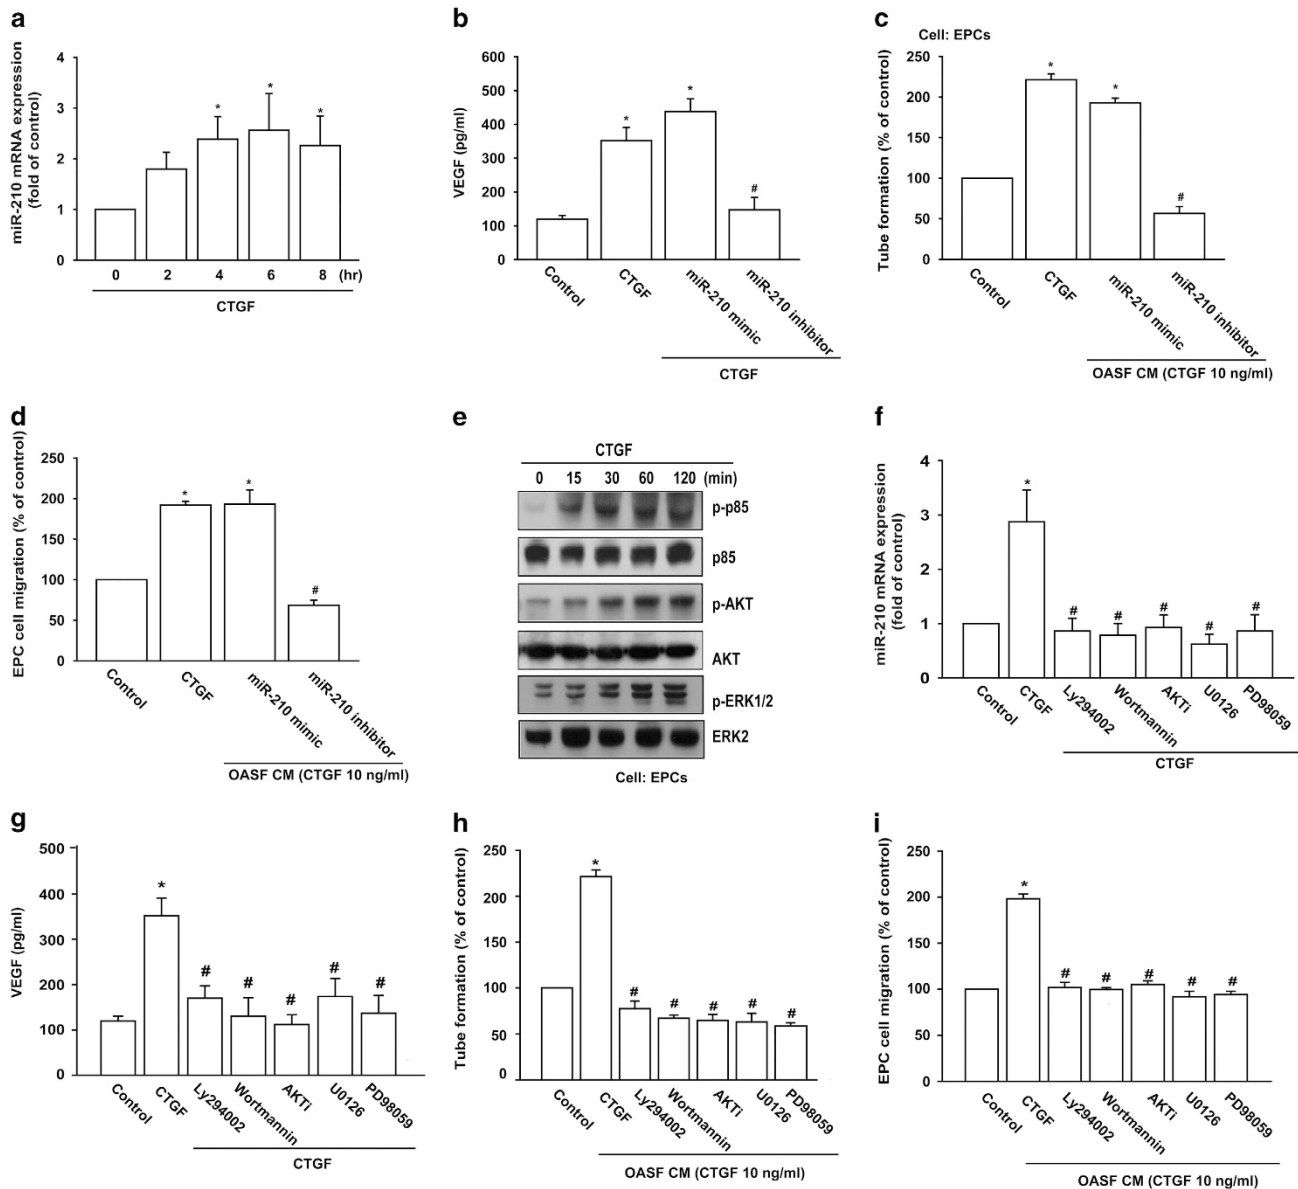 a
miR-210 mRNA expression
(fold of control)
4
3
2
1
0
*
*
*
0 2 4 6 8 (hr)
CTGF
b
VEGF (pg/ml)
600
500
400
300
200
100
0
*
*
#
Control
CTGF
miR-210 mimic
miR-210 inhibitor
CTGF
c
Cell: EPCs
Tube formation (% of control)
250
200
150
100
50
0
*
*
#
Control
CTGF
miR-210 mimic
miR-210 inhibitor
OASF CM (CTGF 10 ng/ml)
d
EPC cell migration (% of control)
250
200
150
100
50
0
*
*
#
Control
CTGF
miR-210 mimic
miR-210 inhibitor
OASF CM (CTGF 10 ng/ml)
e
CTGF
0 15 30 60 120 (min)
p-p85
p85
p-AKT
AKT
p-ERK1/2
ERK2
Cell: EPCs
f
miR-210 mRNA expression
(fold of control)
4
3
2
1
0
*
#
#
#
#
#
Control
CTGF
Ly294002
Wortmannin
AKTi
U0126
PD98059
CTGF
g
VEGF (pg/ml)
500
400
300
200
100
0
*
#
#
#
#
#
Control
CTGF
Ly294002
Wortmannin
AKTi
U0126
PD98059
CTGF
h
Tube formation (% of control)
250
200
150
100
50
0
*
#
#
#
#
#
Control
CTGF
Ly294002
Wortmannin
AKTi
U0126
PD98059
OASF CM (CTGF 10 ng/ml)
i
EPC cell migration (% of control)
250
200
150
100
50
0
*
#
#
#
#
#
Control
CTGF
Ly294002
Wortmannin
AKTi
U0126
PD98059
OASF CM (CTGF 10 ng/ml)